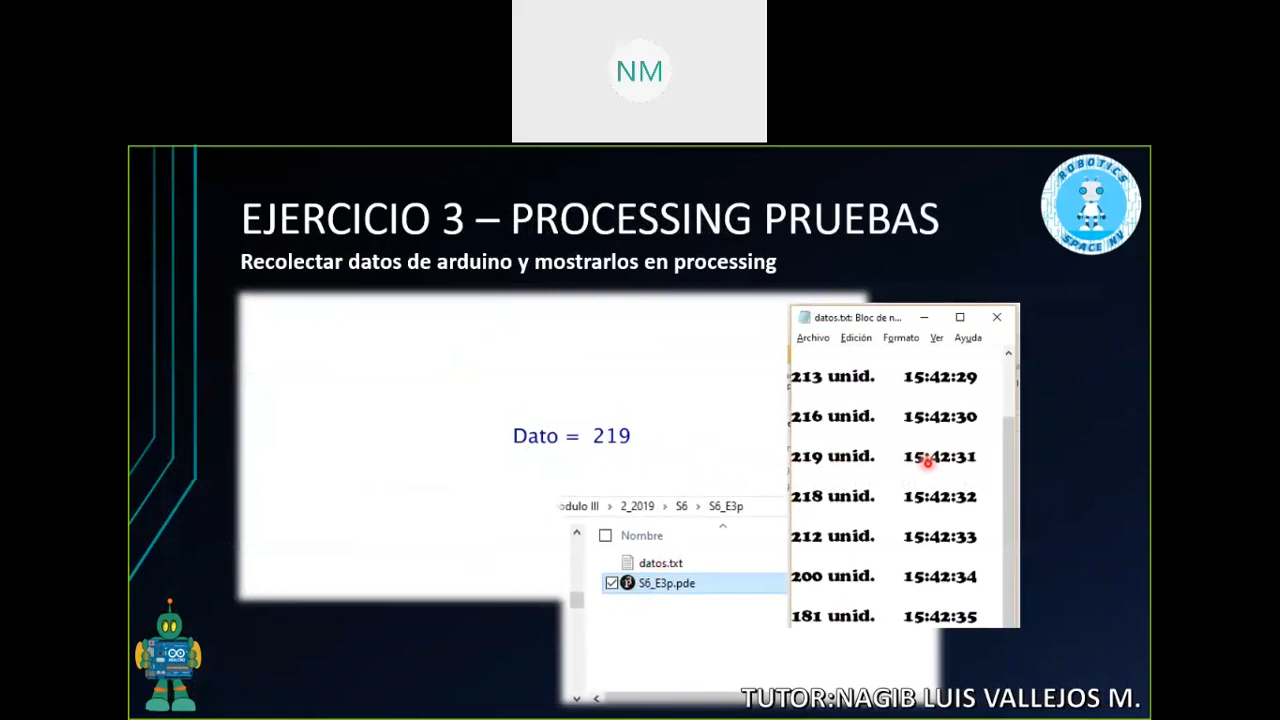 NM
EJERCICIO 3 – PROCESSING PRUEBAS
Recolectar datos de arduino y mostrarlos en processing
ROBOTICS
SPACE NV
Dato = 219
datos.txt: Bloc de n...
Archivo Edición Formato Ver Ayuda
213 unid. 15:42:29
216 unid. 15:42:30
219 unid. 15:42:31
218 unid. 15:42:32
212 unid. 15:42:33
200 unid. 15:42:34
181 unid. 15:42:35
odulo III > 2_2019 > S6 > S6_E3p
Nombre
datos.txt
S6_E3p.pde
TUTOR:NAGIB LUIS VALLEJOS M.